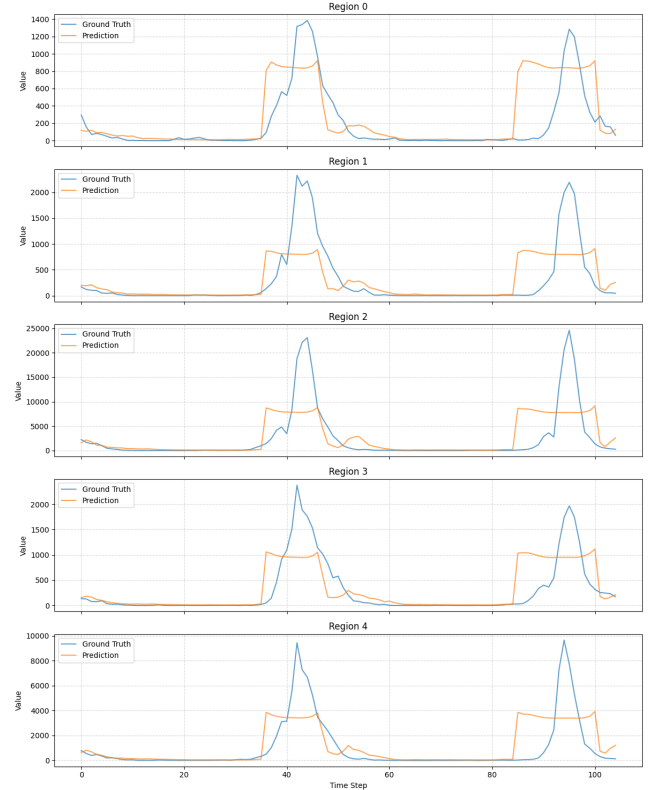 Region 0
Value
1400
1200
1000
800
600
400
200
0
Ground Truth
Prediction
Region 1
Value
2000
1500
1000
500
0
Ground Truth
Prediction
Region 2
Value
25000
20000
15000
10000
5000
0
Ground Truth
Prediction
Region 3
Value
2000
1500
1000
500
0
Ground Truth
Prediction
Region 4
Value
10000
8000
6000
4000
2000
0
Ground Truth
Prediction
0 20 40 60 80 100
Time Step